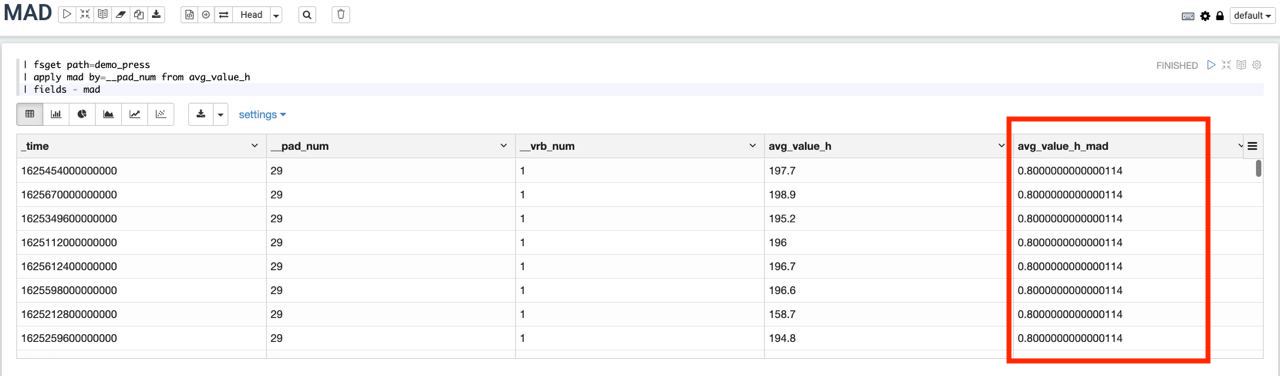 MAD
Head
default
| fsget path=demo_press
| apply mad by=__pad_num from avg_value_h
| fields - mad
FINISHED
settings
_time __pad_num __vrb_num avg_value_h avg_value_h_mad
1625454000000000 29 1 197.7 0.8000000000000114
1625670000000000 29 1 198.9 0.8000000000000114
1625349600000000 29 1 195.2 0.8000000000000114
1625112000000000 29 1 196 0.8000000000000114
1625612400000000 29 1 196.7 0.8000000000000114
1625598000000000 29 1 196.6 0.8000000000000114
1625212800000000 29 1 158.7 0.8000000000000114
1625259600000000 29 1 194.8 0.8000000000000114